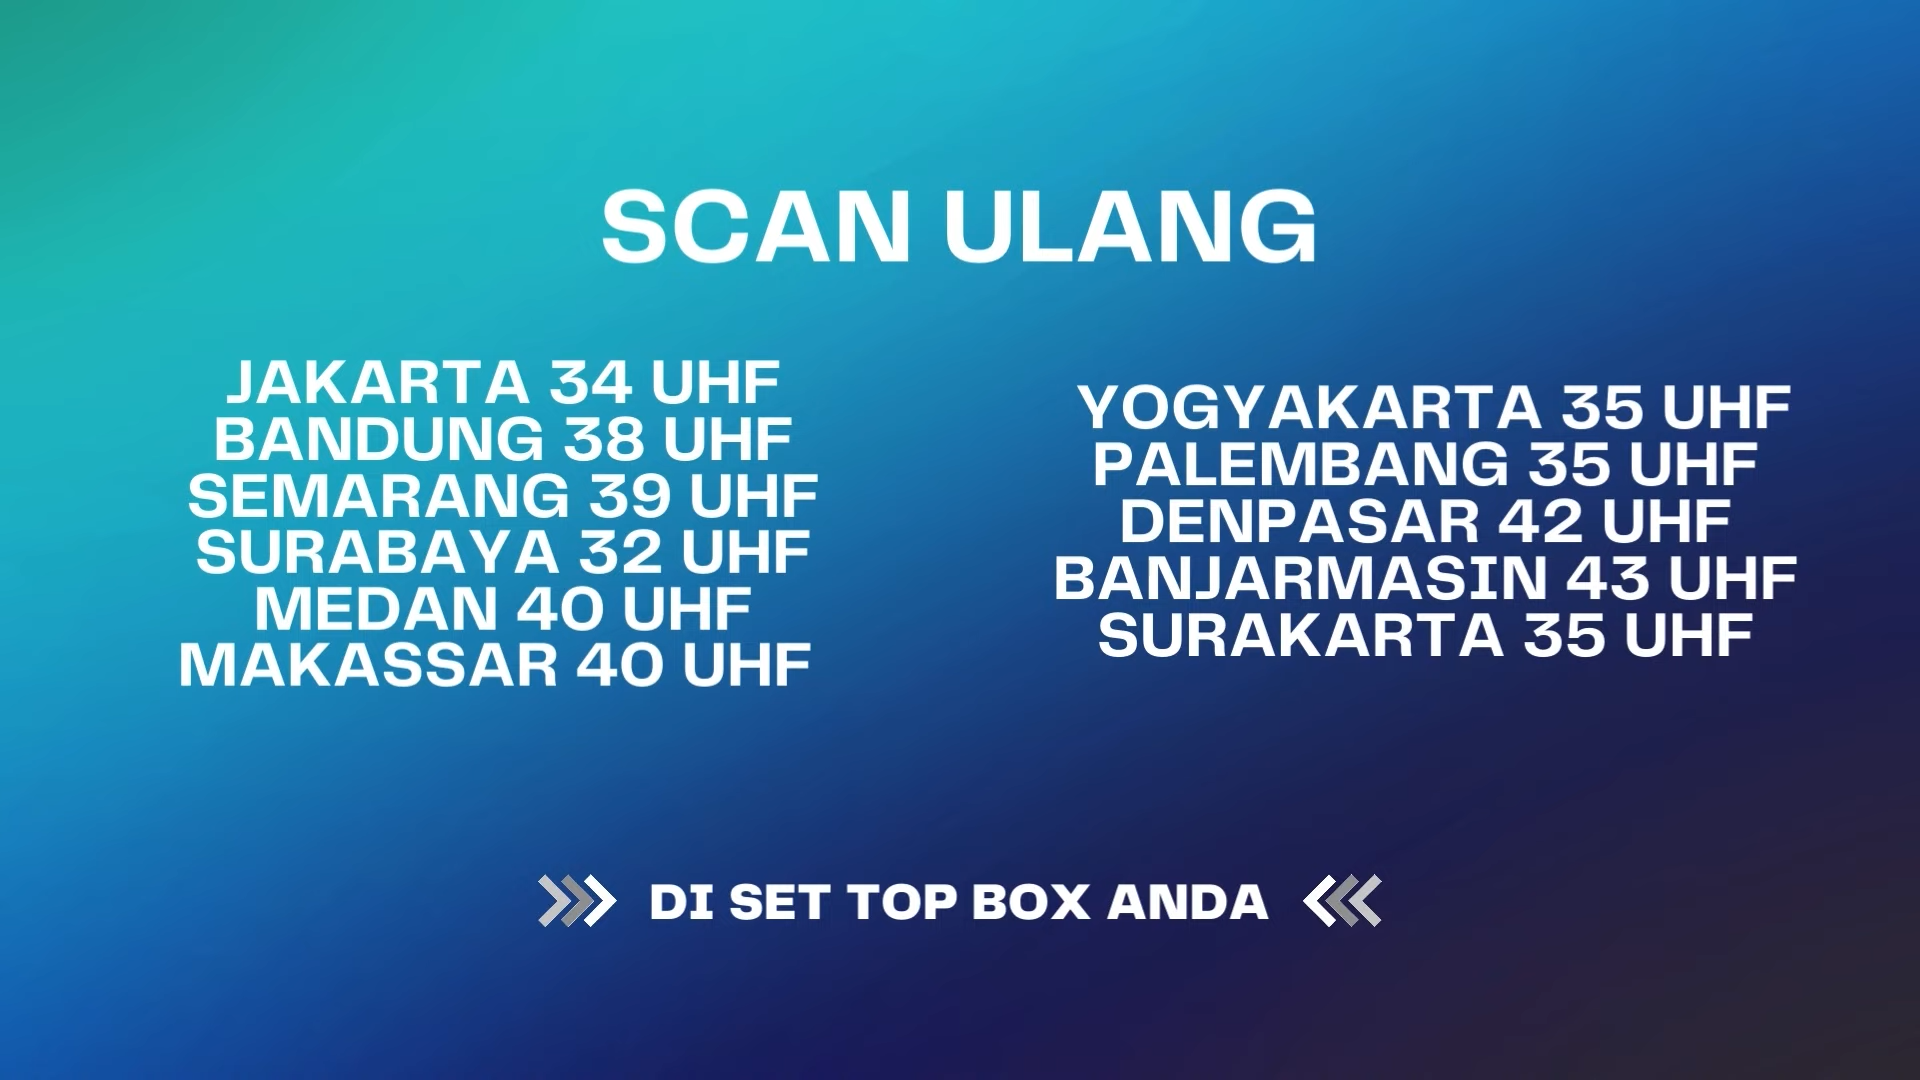 SCAN ULANG
JAKARTA 34 UHF
BANDUNG 38 UHF
SEMARANG 39 UHF
SURABAYA 32 UHF
MEDAN 40 UHF
MAKASSAR 40 UHF
YOGYAKARTA 35 UHF
PALEMBANG 35 UHF
DENPASAR 42 UHF
BANJARMASIN 43 UHF
SURAKARTA 35 UHF
DI SET TOP BOX ANDA